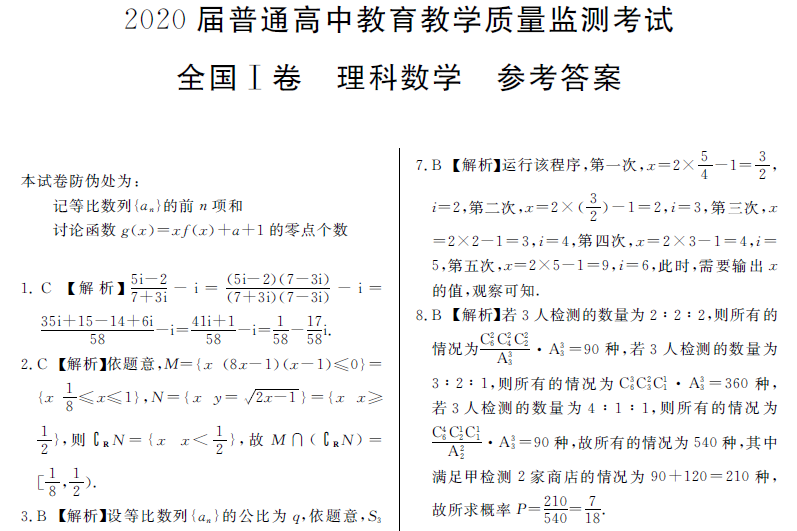 2020 届普通高中教育教学质量监测考试
全国 I 卷 理科数学 参考答案
本试卷防伪处为：
记等比数列{aₙ}的前 n 项和
讨论函数 g(x)=xf(x)+a+1 的零点个数
1. C 【解析】(5i-2)/(7+3i) - i = (5i-2)(7-3i)/((7+3i)(7-3i)) - i =
(35i+15-14+6i)/58 -i= (41i+1)/58 -i= 1/58 - 17/58 i.
2. C 【解析】依题意,M={x (8x-1)(x-1)≤0}=
{x 1/8≤x≤1},N={x y=√(2x-1)}={x x≥
1/2},则 ∁RN={x x<1/2},故 M∩(∁RN)=
[1/8,1/2).
3. B 【解析】设等比数列{aₙ}的公比为 q,依题意,S₃
7. B 【解析】运行该程序,第一次,x=2×5/4-1=3/2,
i=2,第二次,x=2×(3/2)-1=2,i=3,第三次,x
=2×2-1=3,i=4,第四次,x=2×3-1=4,i=
5,第五次,x=2×5-1=9,i=6,此时,需要输出 x
的值,观察可知.
8. B 【解析】若 3 人检测的数量为 2∶2∶2,则所有的
情况为 C₆²C₄²C₂²/A₃³ · A₃³=90 种,若 3 人检测的数量为
3∶2∶1,则所有的情况为 C₆³C₃²C₁¹ · A₃³=360 种,
若 3 人检测的数量为 4∶1∶1,则所有的情况为
C₆⁴C₂¹C₁¹/A₂² · A₃³=90 种,故所有的情况为 540 种,其中
满足甲检测 2 家商店的情况为 90+120=210 种,
故所求概率 P=210/540=7/18.